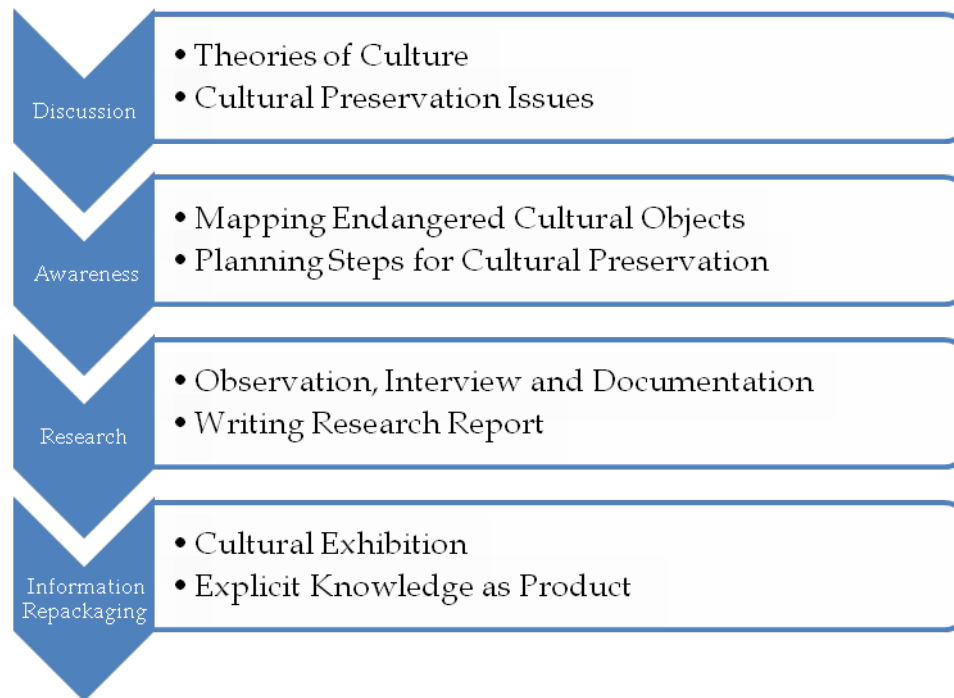 Discussion
• Theories of Culture
• Cultural Preservation Issues
Awareness
• Mapping Endangered Cultural Objects
• Planning Steps for Cultural Preservation
Research
• Observation, Interview and Documentation
• Writing Research Report
Information
Repackaging
• Cultural Exhibition
• Explicit Knowledge as Product